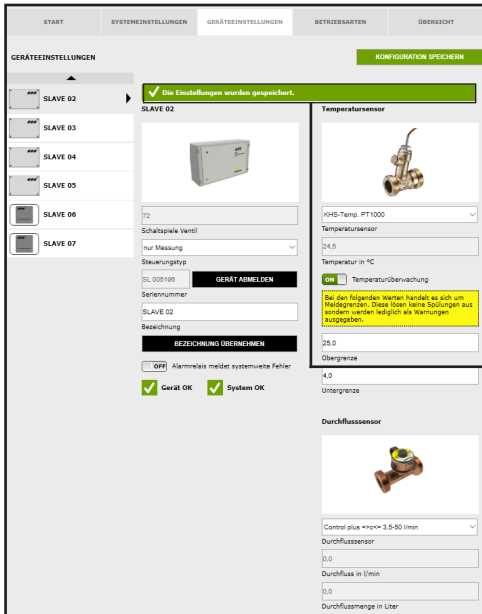 START
SYSTEMEINSTELLUNGEN
GERÄTEEINSTELLUNGEN
BETRIEBSARTEN
ÜBERSICHT
GERÄTEEINSTELLUNGEN
KONFIGURATION SPEICHERN
SLAVE 02
SLAVE 03
SLAVE 04
SLAVE 05
SLAVE 06
SLAVE 07
Die Einstellungen wurden gespeichert.
SLAVE 02
72
Schaltspiele Ventil
nur Messung
Steuerungstyp
SL 005196
GERÄT ABMELDEN
Seriennummer
SLAVE 02
Bezeichnung
BEZEICHNUNG ÜBERNEHMEN
OFF Alarmrelais meldet systemweite Fehler
Gerät OK
System OK
Temperatursensor
KHS-Temp. PT1000
Temperatursensor
24,5
Temperatur in °C
ON Temperaturüberwachung
Bei den folgenden Werten handelt es sich um
Meldegrenzen. Diese lösen keine Spülungen aus
sondern werden lediglich als Warnungen
ausgegeben.
25,0
Obergrenze
4,0
Untergrenze
Durchflusssensor
Control plus =>c<= 3,5-50 l/min
Durchflusssensor
0,0
Durchfluss in l/min
0,0
Durchflussmenge in Liter